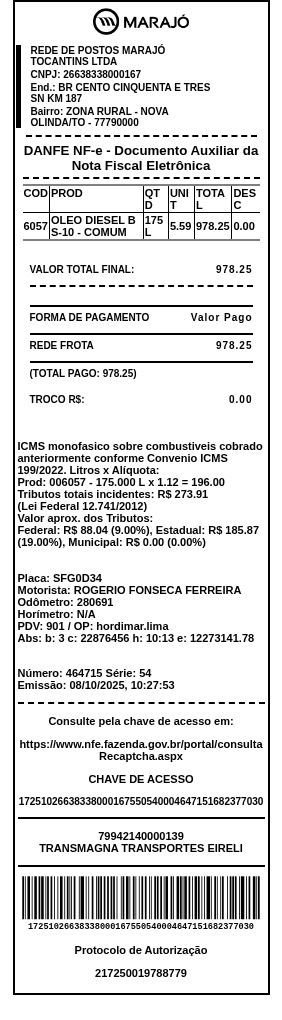 MARAJÓ
REDE DE POSTOS MARAJÓ
TOCANTINS LTDA
CNPJ: 26638338000167
End.: BR CENTO CINQUENTA E TRES
SN KM 187
Bairro: ZONA RURAL - NOVA
OLINDA/TO - 77790000
DANFE NF-e - Documento Auxiliar da
Nota Fiscal Eletrônica
COD PROD QTD UNIT TOTAL DESC
6057 OLEO DIESEL B S-10 - COMUM 175 L 5.59 978.25 0.00
VALOR TOTAL FINAL: 978.25
FORMA DE PAGAMENTO Valor Pago
REDE FROTA 978.25
(TOTAL PAGO: 978.25)
TROCO R$: 0.00
ICMS monofasico sobre combustiveis cobrado
anteriormente conforme Convenio ICMS
199/2022. Litros x Alíquota:
Prod: 006057 - 175.000 L x 1.12 = 196.00
Tributos totais incidentes: R$ 273.91
(Lei Federal 12.741/2012)
Valor aprox. dos Tributos:
Federal: R$ 88.04 (9.00%), Estadual: R$ 185.87
(19.00%), Municipal: R$ 0.00 (0.00%)
Placa: SFG0D34
Motorista: ROGERIO FONSECA FERREIRA
Odômetro: 280691
Horímetro: N/A
PDV: 901 / OP: hordimar.lima
Abs: b: 3 c: 22876456 h: 10:13 e: 12273141.78
Número: 464715 Série: 54
Emissão: 08/10/2025, 10:27:53
Consulte pela chave de acesso em:
https://www.nfe.fazenda.gov.br/portal/consulta
Recaptcha.aspx
CHAVE DE ACESSO
17251026638338000167550540004647151682377030
79942140000139
TRANSMAGNA TRANSPORTES EIRELI
17251026638338000167550540004647151682377030
Protocolo de Autorização
217250019788779